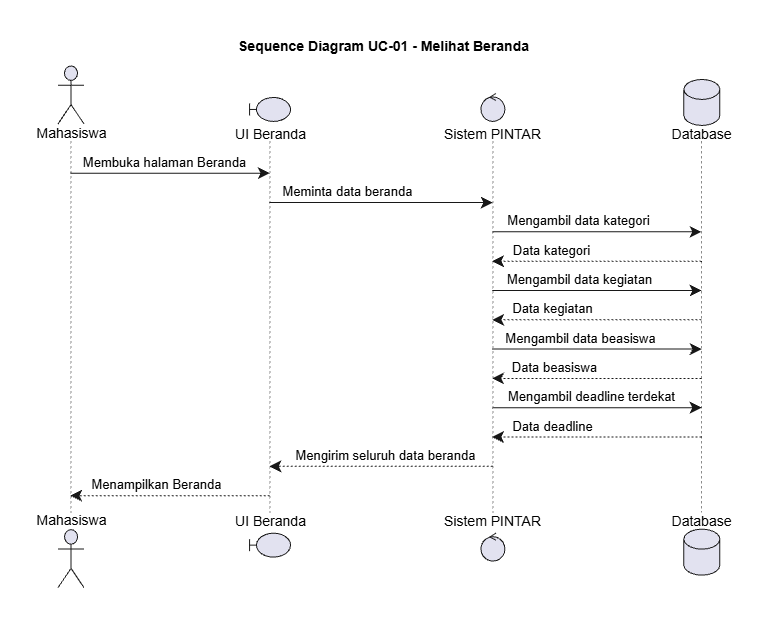 Sequence Diagram UC-01 - Melihat Beranda
Mahasiswa
UI Beranda
Sistem PINTAR
Database
Membuka halaman Beranda
Meminta data beranda
Mengambil data kategori
Data kategori
Mengambil data kegiatan
Data kegiatan
Mengambil data beasiswa
Data beasiswa
Mengambil deadline terdekat
Data deadline
Mengirim seluruh data beranda
Menampilkan Beranda
Mahasiswa
UI Beranda
Sistem PINTAR
Database